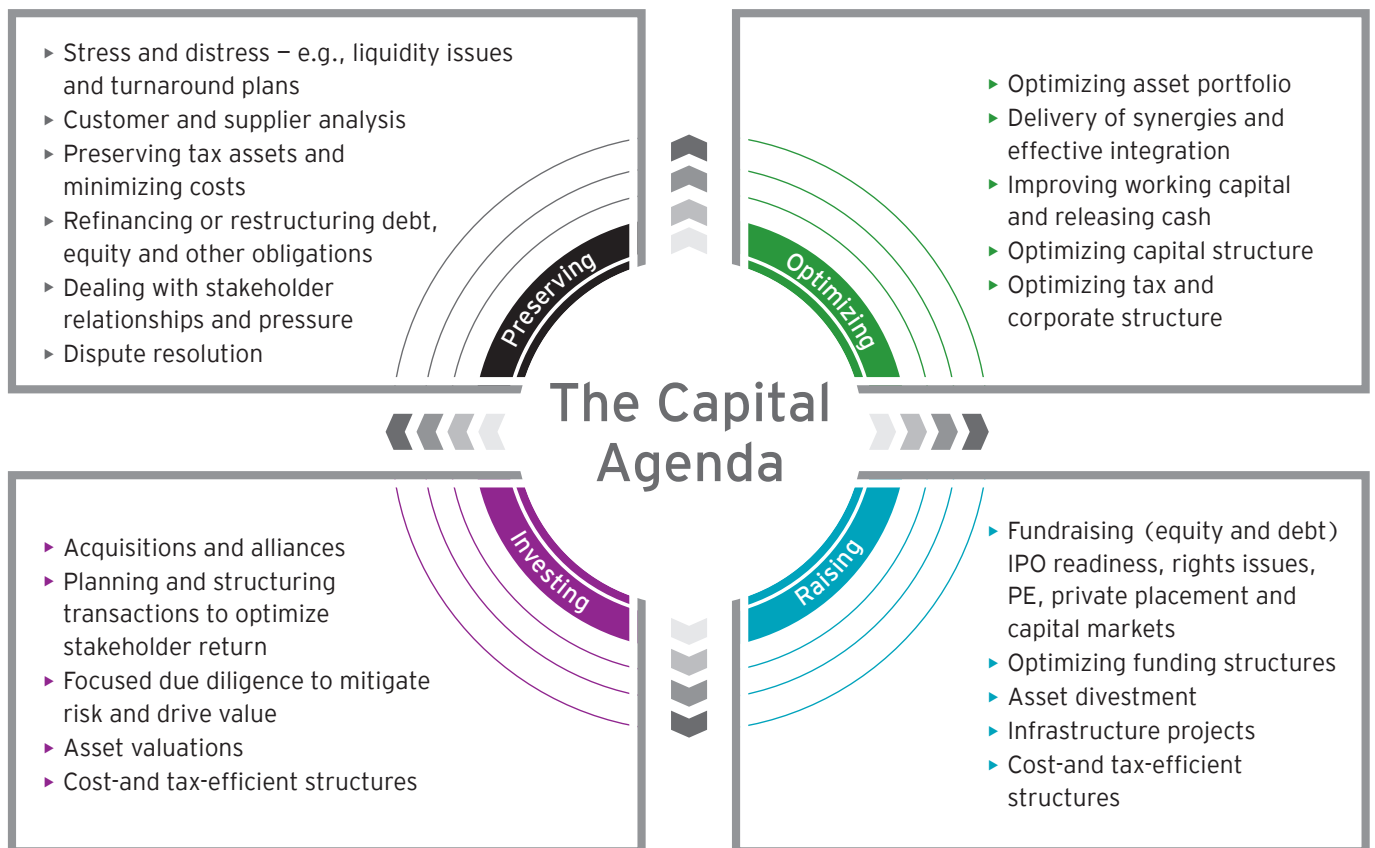 ▸ Stress and distress – e.g., liquidity issues
and turnaround plans
▸ Customer and supplier analysis
▸ Preserving tax assets and
minimizing costs
▸ Refinancing or restructuring debt,
equity and other obligations
▸ Dealing with stakeholder
relationships and pressure
▸ Dispute resolution
Preserving
▸ Optimizing asset portfolio
▸ Delivery of synergies and
effective integration
▸ Improving working capital
and releasing cash
▸ Optimizing capital structure
▸ Optimizing tax and
corporate structure
Optimizing
The Capital
Agenda
▸ Acquisitions and alliances
▸ Planning and structuring
transactions to optimize
stakeholder return
▸ Focused due diligence to mitigate
risk and drive value
▸ Asset valuations
▸ Cost-and tax-efficient structures
Investing
▸ Fundraising (equity and debt)
IPO readiness, rights issues,
PE, private placement and
capital markets
▸ Optimizing funding structures
▸ Asset divestment
▸ Infrastructure projects
▸ Cost-and tax-efficient
structures
Raising